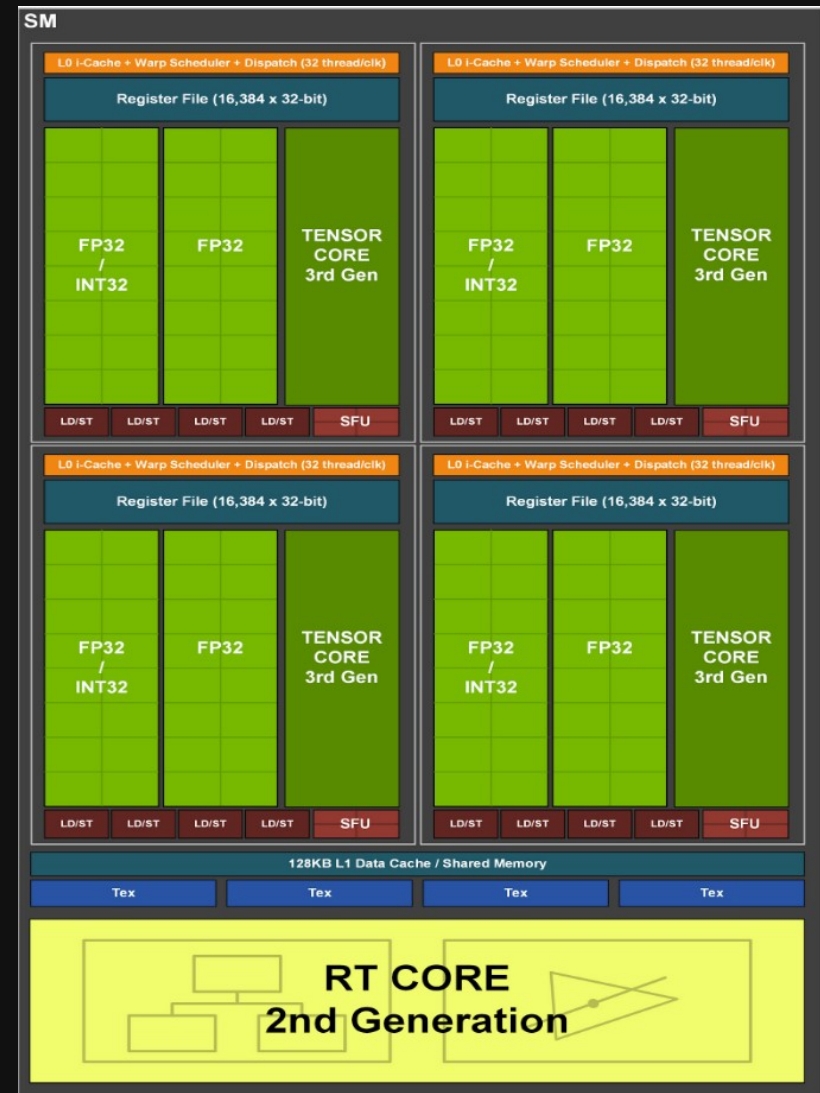 SM
L0 i-Cache + Warp Scheduler + Dispatch (32 thread/clk)
Register File (16,384 x 32-bit)
FP32
/
INT32
FP32
TENSOR
CORE
3rd Gen
LD/ST
LD/ST
LD/ST
LD/ST
SFU
L0 i-Cache + Warp Scheduler + Dispatch (32 thread/clk)
Register File (16,384 x 32-bit)
FP32
/
INT32
FP32
TENSOR
CORE
3rd Gen
LD/ST
LD/ST
LD/ST
LD/ST
SFU
L0 i-Cache + Warp Scheduler + Dispatch (32 thread/clk)
Register File (16,384 x 32-bit)
FP32
/
INT32
FP32
TENSOR
CORE
3rd Gen
LD/ST
LD/ST
LD/ST
LD/ST
SFU
L0 i-Cache + Warp Scheduler + Dispatch (32 thread/clk)
Register File (16,384 x 32-bit)
FP32
/
INT32
FP32
TENSOR
CORE
3rd Gen
LD/ST
LD/ST
LD/ST
LD/ST
SFU
128KB L1 Data Cache / Shared Memory
Tex
Tex
Tex
Tex
RT CORE
2nd Generation